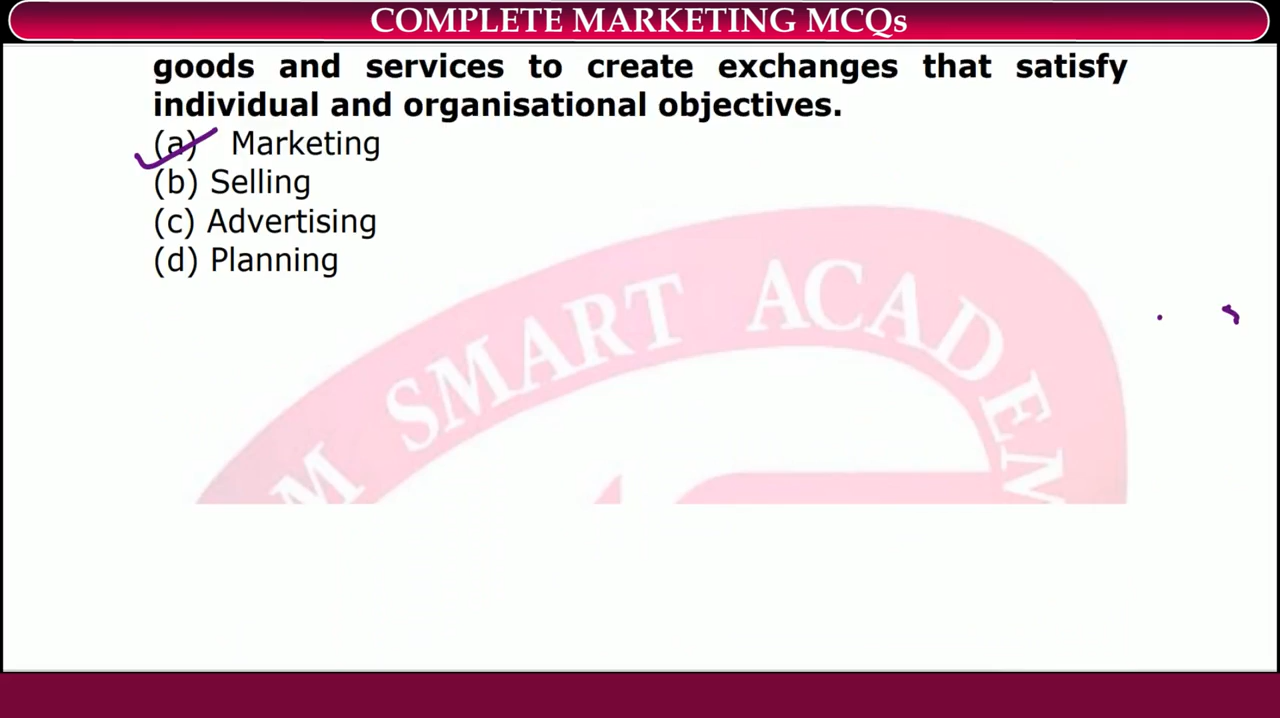 COMPLETE MARKETING MCQs
goods and services to create exchanges that satisfy
individual and organisational objectives.
(a) Marketing
(b) Selling
(c) Advertising
(d) Planning
M SMART ACADEM